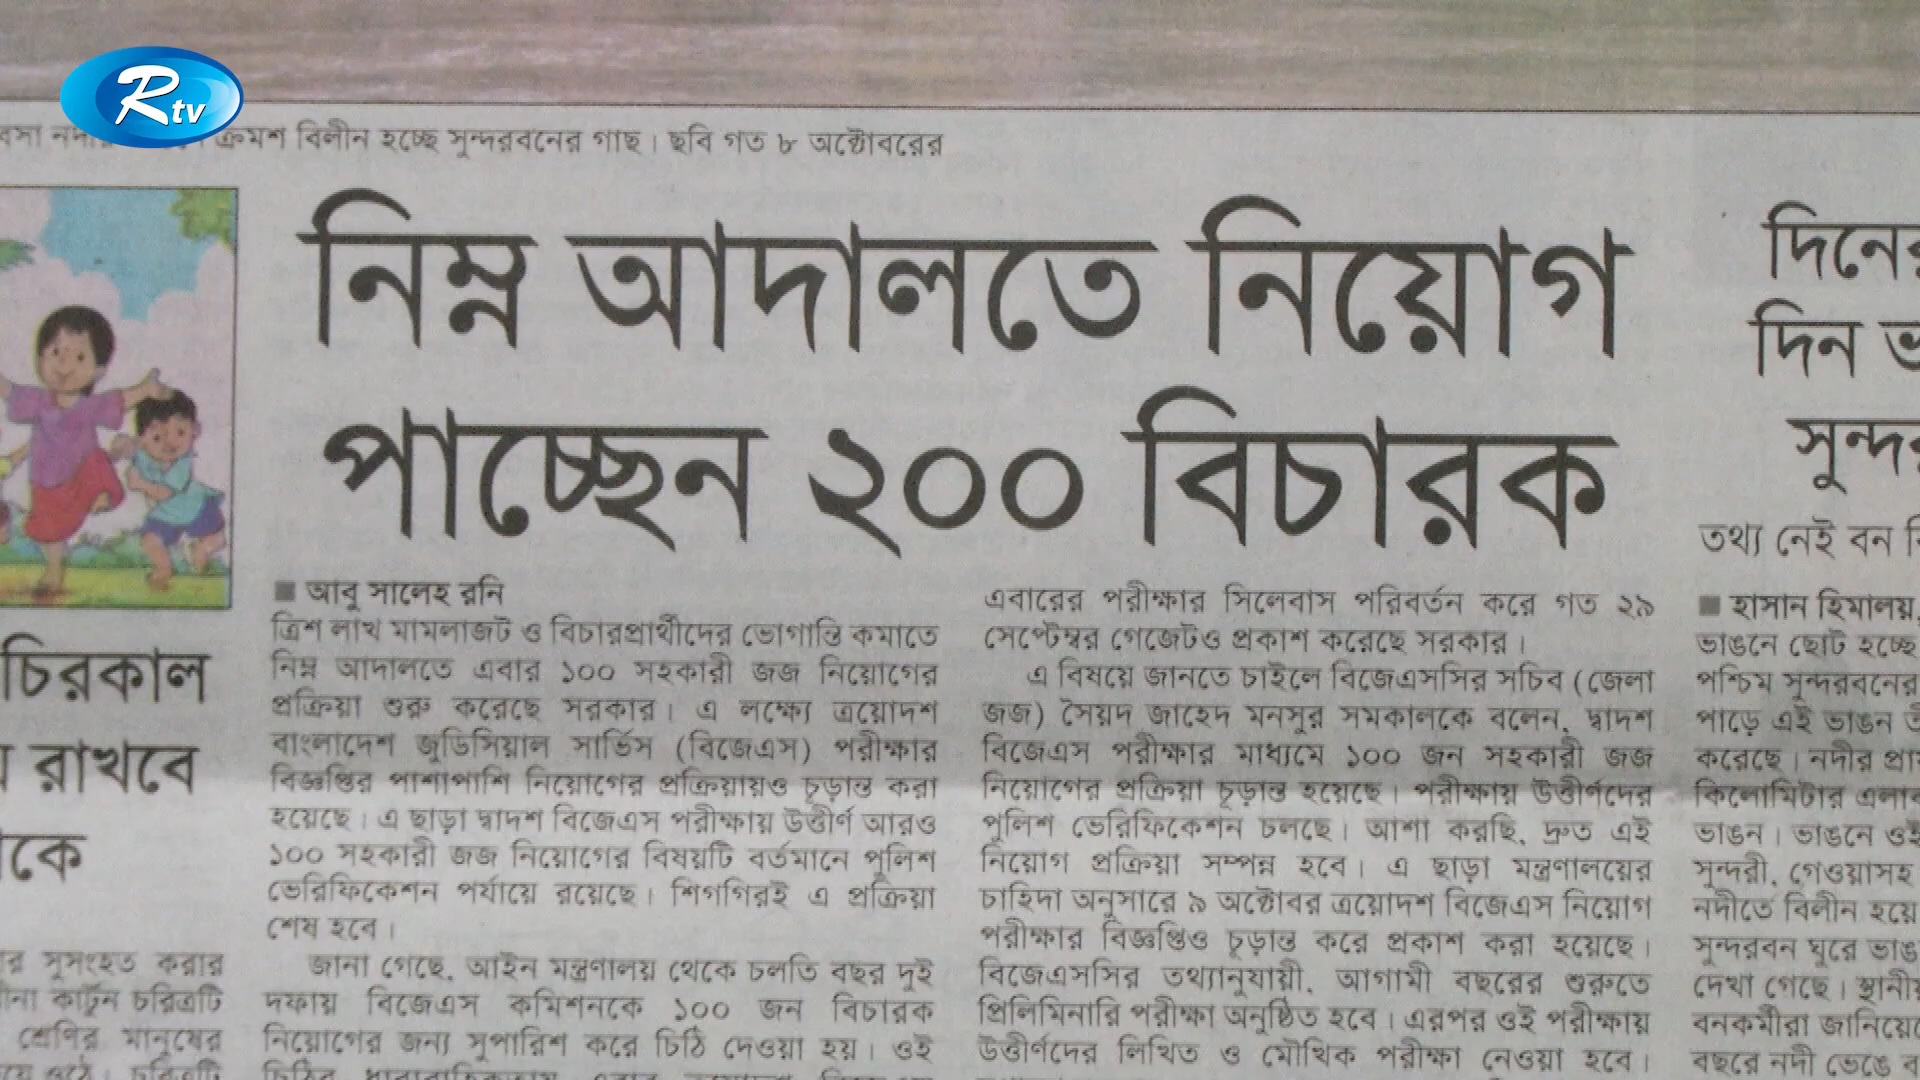 Rtv
ক্রমশ বিলীন হচ্ছে সুন্দরবনের গাছ। ছবি গত ৮ অক্টোবরের
নিম্ন আদালতে নিয়োগ
পাচ্ছেন ২০০ বিচারক
আবু সালেহ রনি
ত্রিশ লাখ মামলাজট ও বিচারপ্রার্থীদের ভোগান্তি কমাতে
নিম্ন আদালতে এবার ১০০ সহকারী জজ নিয়োগের
প্রক্রিয়া শুরু করেছে সরকার। এ লক্ষ্যে ত্রয়োদশ
বাংলাদেশ জুডিসিয়াল সার্ভিস (বিজেএস) পরীক্ষার
বিজ্ঞপ্তির পাশাপাশি নিয়োগের প্রক্রিয়ায়ও চূড়ান্ত করা
হয়েছে। এ ছাড়া দ্বাদশ বিজেএস পরীক্ষায় উত্তীর্ণ আরও
১০০ সহকারী জজ নিয়োগের বিষয়টি বর্তমানে পুলিশ
ভেরিফিকেশন পর্যায়ে রয়েছে। শিগগিরই এ প্রক্রিয়া
শেষ হবে।
জানা গেছে, আইন মন্ত্রণালয় থেকে চলতি বছর দুই
দফায় বিজেএস কমিশনকে ১০০ জন বিচারক
নিয়োগের জন্য সুপারিশ করে চিঠি দেওয়া হয়। ওই
এবারের পরীক্ষার সিলেবাস পরিবর্তন করে গত ২৯
সেপ্টেম্বর গেজেটও প্রকাশ করেছে সরকার।
এ বিষয়ে জানতে চাইলে বিজেএসসির সচিব (জেলা
জজ) সৈয়দ জাহেদ মনসুর সমকালকে বলেন, দ্বাদশ
বিজেএস পরীক্ষার মাধ্যমে ১০০ জন সহকারী জজ
নিয়োগের প্রক্রিয়া চূড়ান্ত হয়েছে। পরীক্ষায় উত্তীর্ণদের
পুলিশ ভেরিফিকেশন চলছে। আশা করছি, দ্রুত এই
নিয়োগ প্রক্রিয়া সম্পন্ন হবে। এ ছাড়া মন্ত্রণালয়ের
চাহিদা অনুসারে ৯ অক্টোবর ত্রয়োদশ বিজেএস নিয়োগ
পরীক্ষার বিজ্ঞপ্তিও চূড়ান্ত করে প্রকাশ করা হয়েছে।
বিজেএসসির তথ্যানুযায়ী, আগামী বছরের শুরুতে
প্রিলিমিনারি পরীক্ষা অনুষ্ঠিত হবে। এরপর ওই পরীক্ষায়
উত্তীর্ণদের লিখিত ও মৌখিক পরীক্ষা নেওয়া হবে।
চিরকাল
রাখবে
সুসংহত করার
কার্টুন চরিত্রটি
শ্রেণির মানুষের
দিন
তথ্য নেই বন
হাসান হিমালয়,
ভাঙনে ছোট হচ্ছে
পশ্চিম সুন্দরবনের
পাড়ে এই ভাঙন
করেছে। নদীর
কিলোমিটার
ভাঙন। ভাঙনে
সুন্দরী, গেওয়াসহ
নদীতে বিলীন হয়ে
সুন্দরবন ঘুরে
দেখা গেছে।
বনকর্মীরা
বছরে নদী ভেঙে